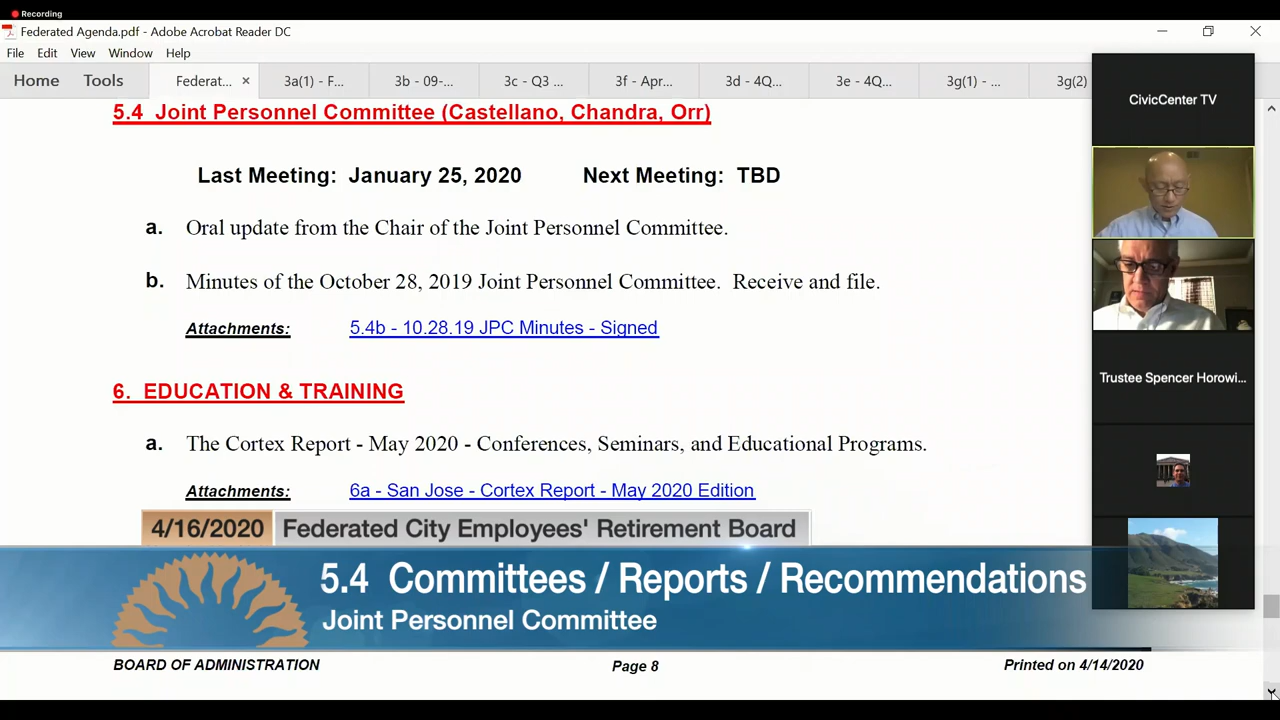 Recording
Federated Agenda.pdf - Adobe Acrobat Reader DC
File Edit View Window Help
Home Tools Federat... × 3a(1) - F... 3b - 09-... 3c - Q3 ... 3f - Apr... 3d - 4Q... 3e - 4Q... 3g(1) - ... 3g(2)
CivicCenter TV
5.4 Joint Personnel Committee (Castellano, Chandra, Orr)
Last Meeting: January 25, 2020 Next Meeting: TBD
a. Oral update from the Chair of the Joint Personnel Committee.
b. Minutes of the October 28, 2019 Joint Personnel Committee. Receive and file.
Attachments: 5.4b - 10.28.19 JPC Minutes - Signed
Trustee Spencer Horowi...
6. EDUCATION & TRAINING
a. The Cortex Report - May 2020 - Conferences, Seminars, and Educational Programs.
Attachments: 6a - San Jose - Cortex Report - May 2020 Edition
4/16/2020 Federated City Employees' Retirement Board
5.4 Committees / Reports / Recommendations
Joint Personnel Committee
BOARD OF ADMINISTRATION Page 8 Printed on 4/14/2020